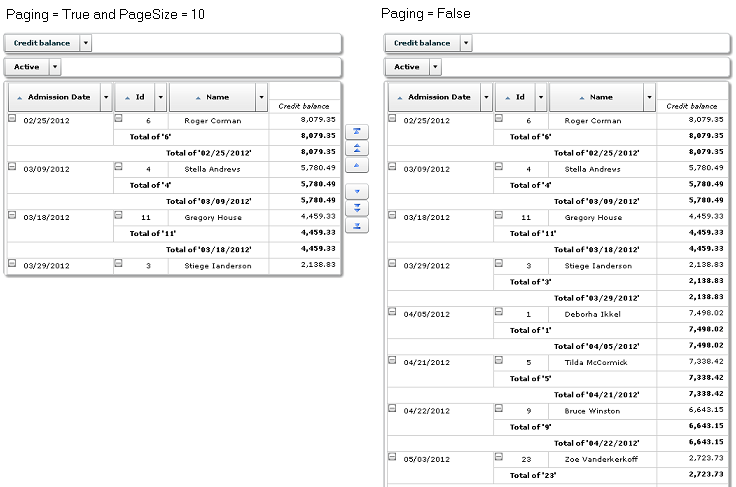 Paging = True and PageSize = 10
Credit balance
Active
Admission Date Id Name
Credit balance
02/25/2012 6 Roger Corman 8,079.35
Total of '6' 8,079.35
Total of '02/25/2012' 8,079.35
03/09/2012 4 Stella Andrews 5,780.49
Total of '4' 5,780.49
Total of '03/09/2012' 5,780.49
03/18/2012 11 Gregory House 4,459.33
Total of '11' 4,459.33
Total of '03/18/2012' 4,459.33
03/29/2012 3 Stiege Ianderson 2,138.83
Paging = False
Credit balance
Active
Admission Date Id Name
Credit balance
02/25/2012 6 Roger Corman 8,079.35
Total of '6' 8,079.35
Total of '02/25/2012' 8,079.35
03/09/2012 4 Stella Andrews 5,780.49
Total of '4' 5,780.49
Total of '03/09/2012' 5,780.49
03/18/2012 11 Gregory House 4,459.33
Total of '11' 4,459.33
Total of '03/18/2012' 4,459.33
03/29/2012 3 Stiege Ianderson 2,138.83
Total of '3' 2,138.83
Total of '03/29/2012' 2,138.83
04/05/2012 1 Deborha Ikkel 7,498.02
Total of '1' 7,498.02
Total of '04/05/2012' 7,498.02
04/21/2012 5 Tilda McCormick 7,338.42
Total of '5' 7,338.42
Total of '04/21/2012' 7,338.42
04/22/2012 9 Bruce Winston 6,643.15
Total of '9' 6,643.15
Total of '04/22/2012' 6,643.15
05/03/2012 23 Zoe Vanderkerkoff 2,723.73
Total of '23' 2,723.73